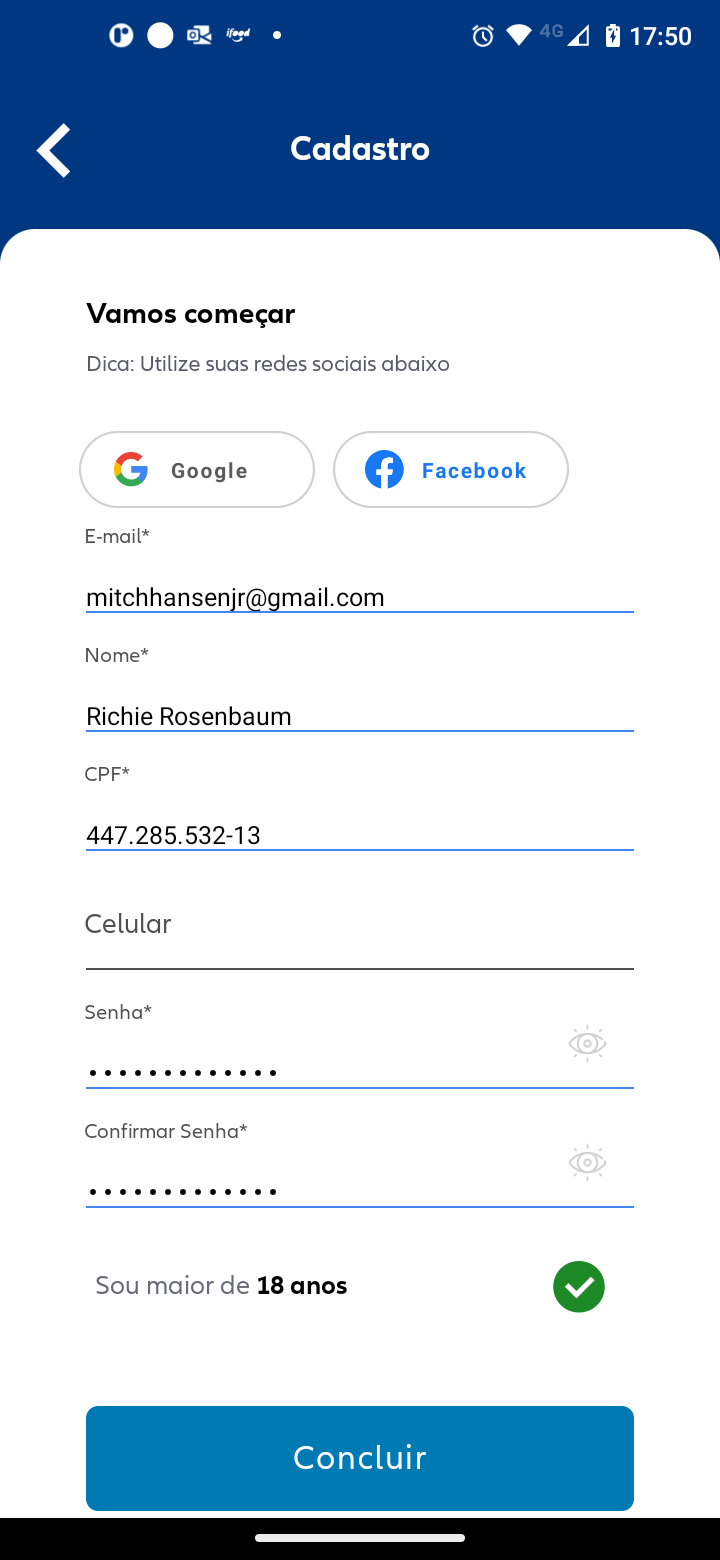 ifood 4G 17:50
Cadastro
Vamos começar
Dica: Utilize suas redes sociais abaixo
Google Facebook
E-mail*
mitchhansenjr@gmail.com
Nome*
Richie Rosenbaum
CPF*
447.285.532-13
Celular
Senha*
•••••••••••••
Confirmar Senha*
•••••••••••••
Sou maior de 18 anos
Concluir